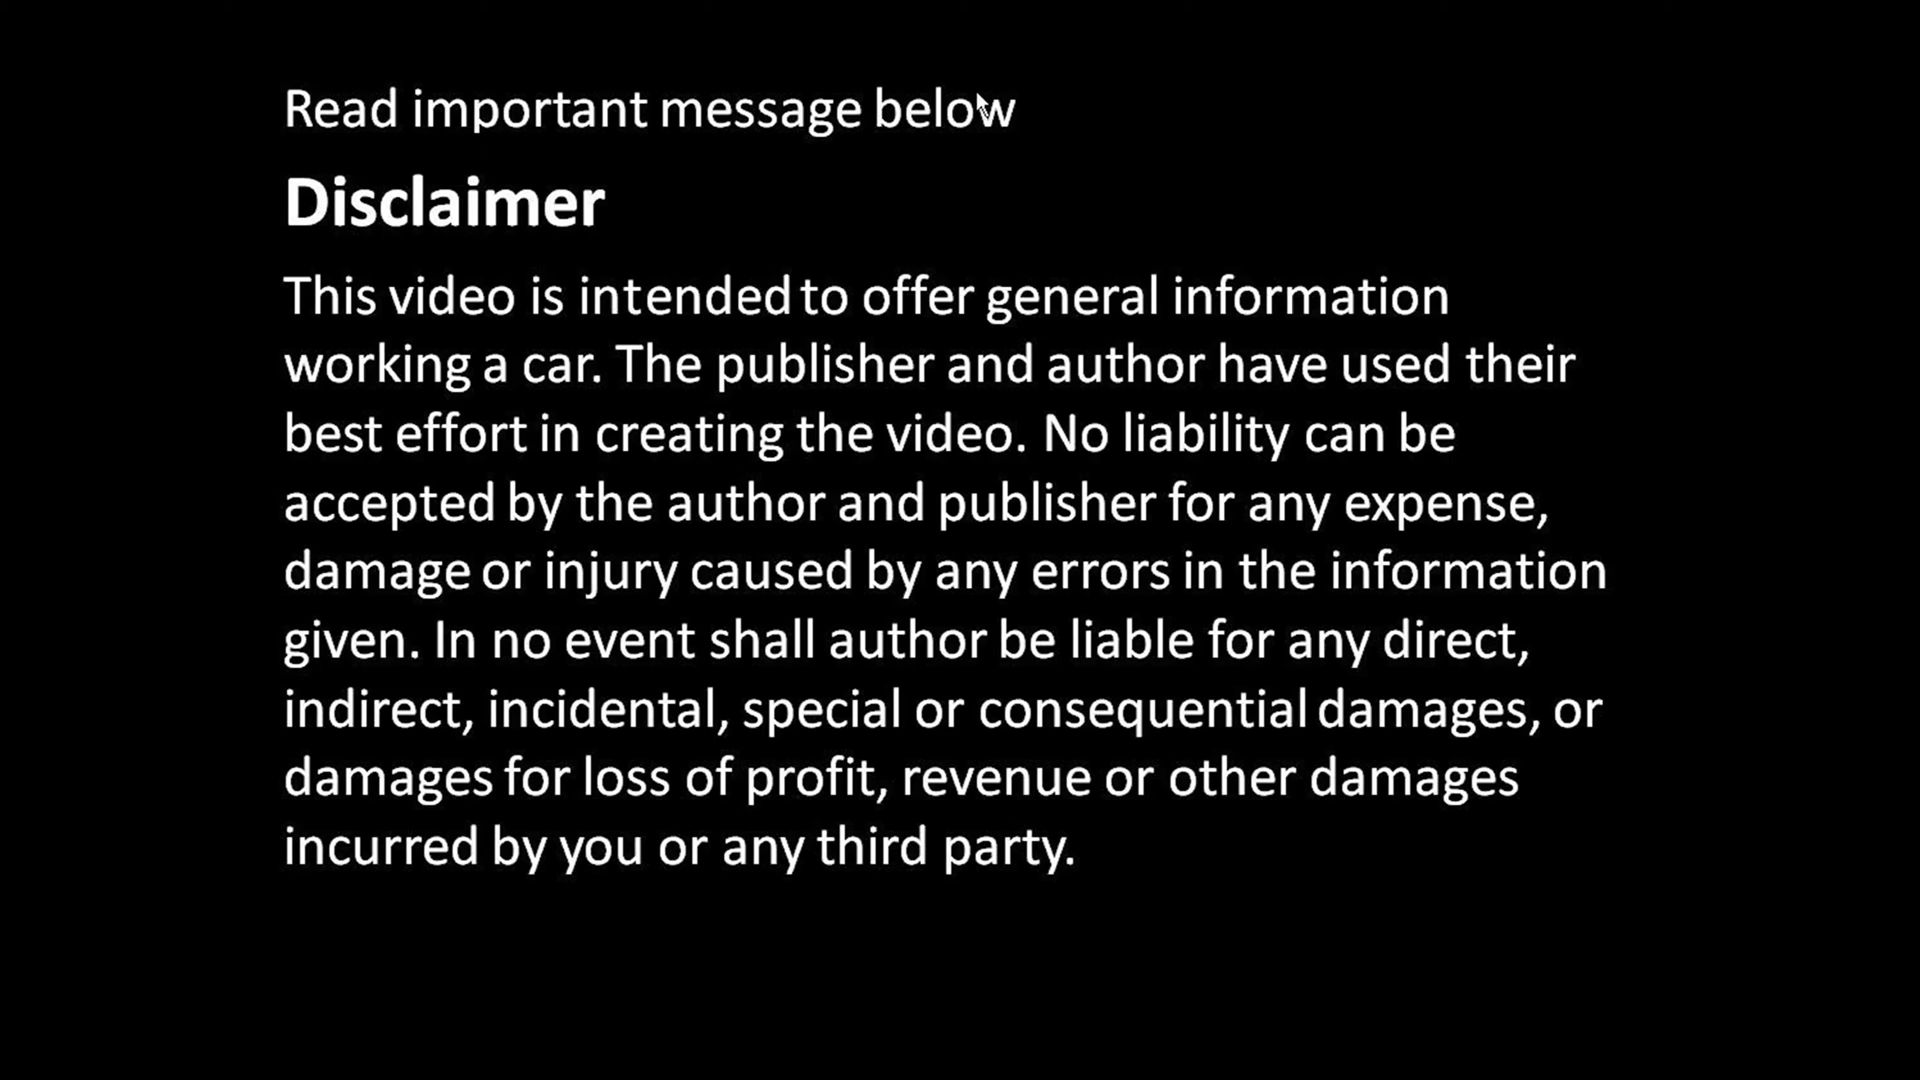 Read important message below
Disclaimer
This video is intended to offer general information
working a car. The publisher and author have used their
best effort in creating the video. No liability can be
accepted by the author and publisher for any expense,
damage or injury caused by any errors in the information
given. In no event shall author be liable for any direct,
indirect, incidental, special or consequential damages, or
damages for loss of profit, revenue or other damages
incurred by you or any third party.